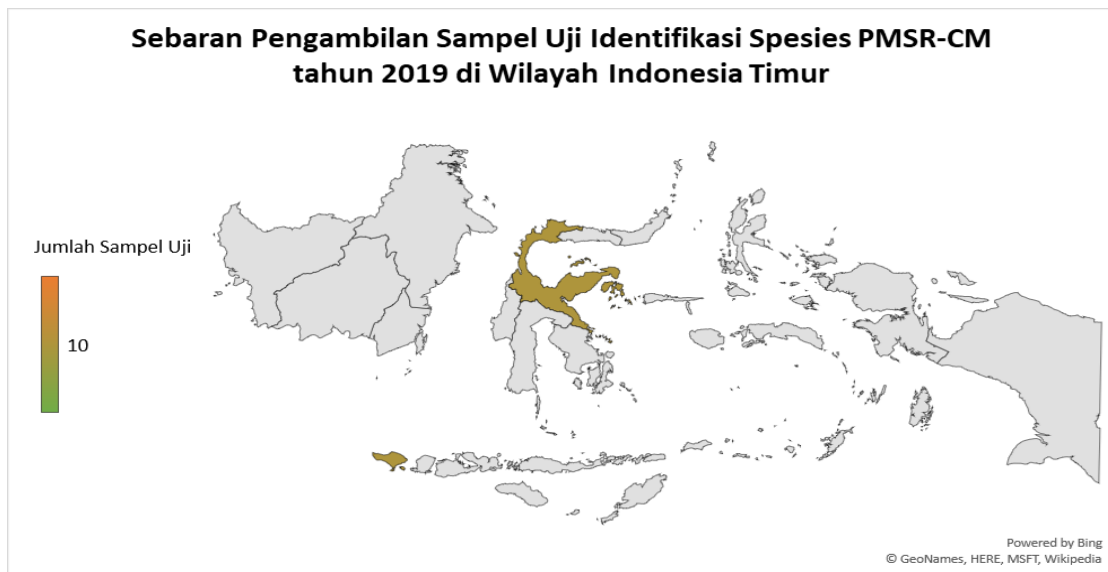 Sebaran Pengambilan Sampel Uji Identifikasi Spesies PMSR-CM
tahun 2019 di Wilayah Indonesia Timur
Jumlah Sampel Uji
10
Powered by Bing
© GeoNames, HERE, MSFT, Wikipedia